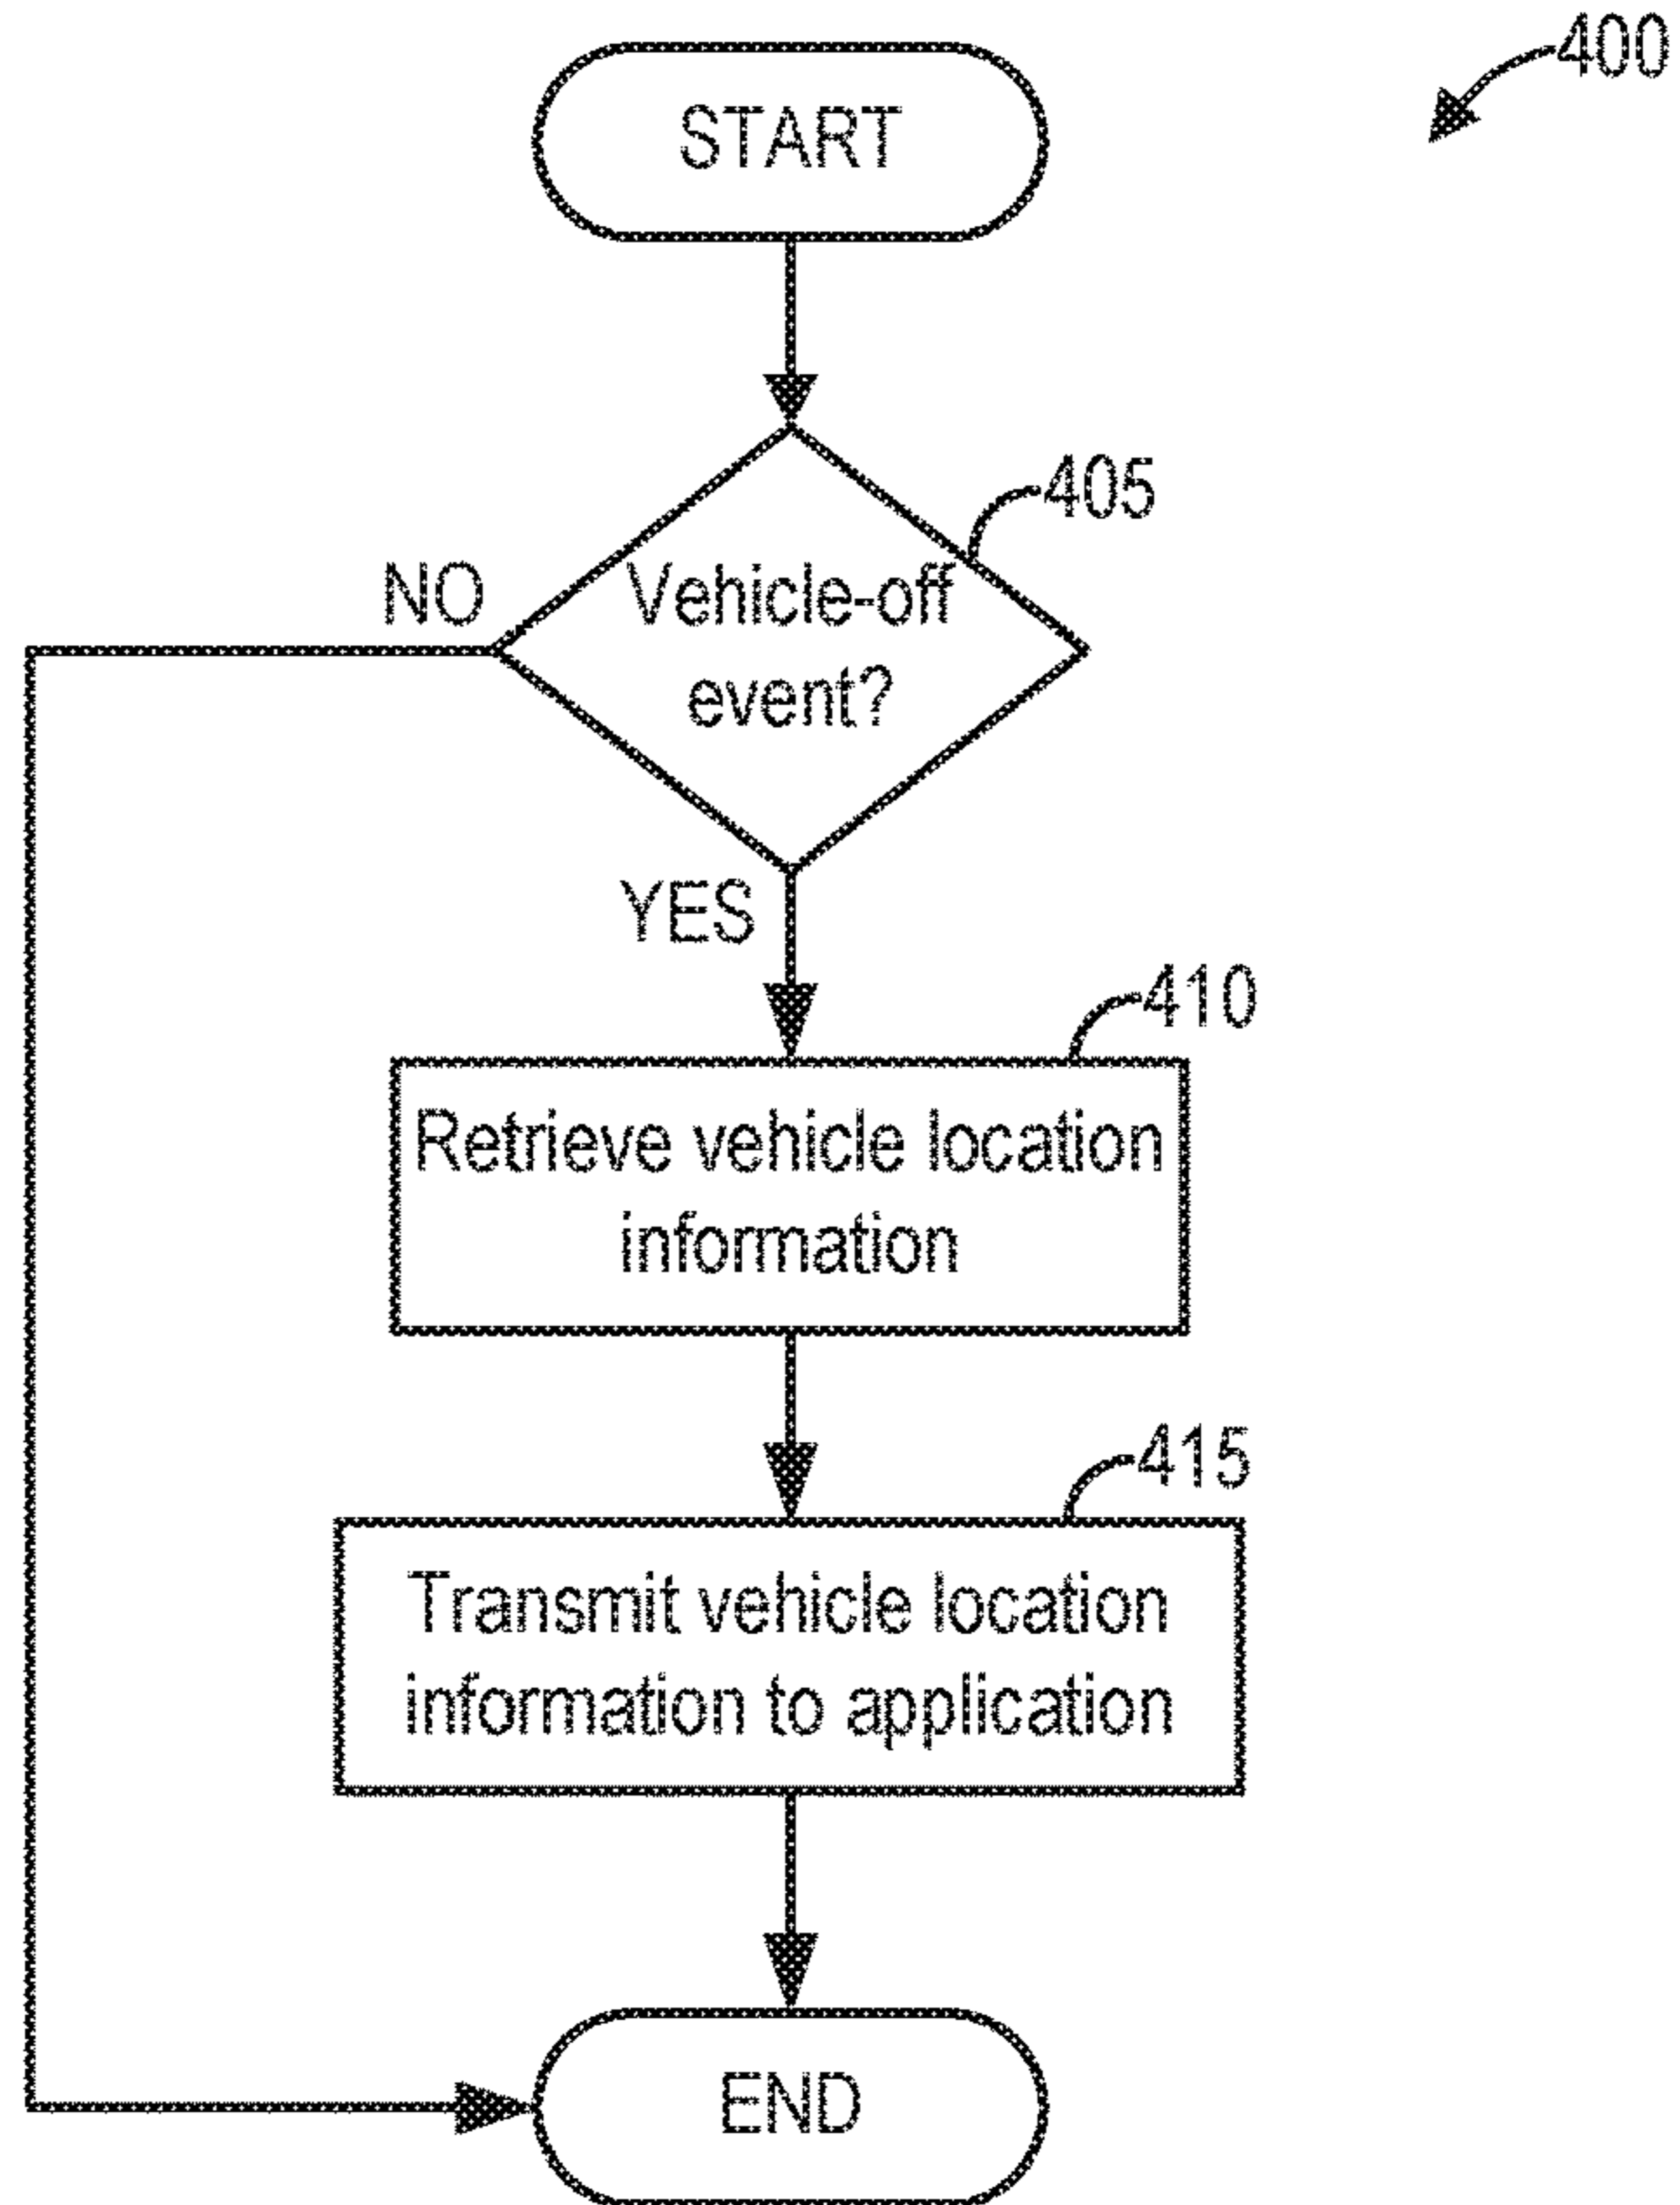 400
START
405
NO
Vehicle-off
event?
YES
410
Retrieve vehicle location
information
415
Transmit vehicle location
information to application
END